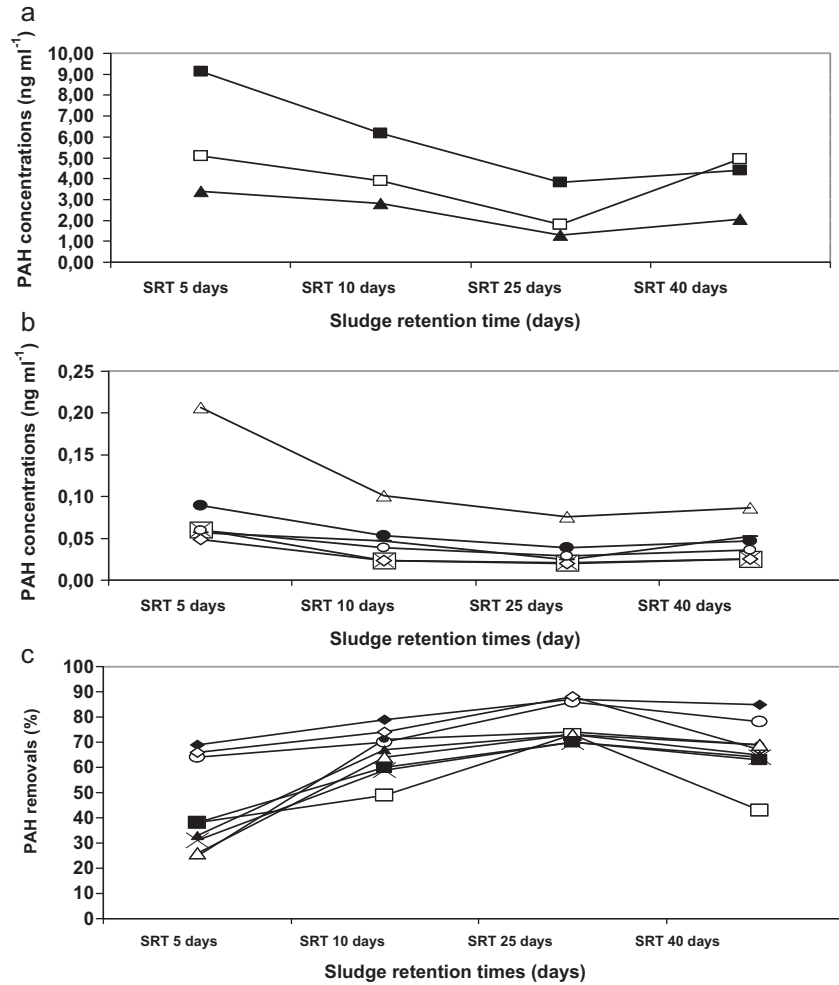 a
PAH concentrations (ng ml-1)
10,00
9,00
8,00
7,00
6,00
5,00
4,00
3,00
2,00
1,00
0,00
SRT 5 days SRT 10 days SRT 25 days SRT 40 days
Sludge retention time (days)
b
PAH concentrations (ng ml-1)
0,25
0,20
0,15
0,10
0,05
0,00
SRT 5 days SRT 10 days SRT 25 days SRT 40 days
Sludge retention times (day)
c
PAH removals (%)
100
90
80
70
60
50
40
30
20
10
0
SRT 5 days SRT 10 days SRT 25 days SRT 40 days
Sludge retention times (days)